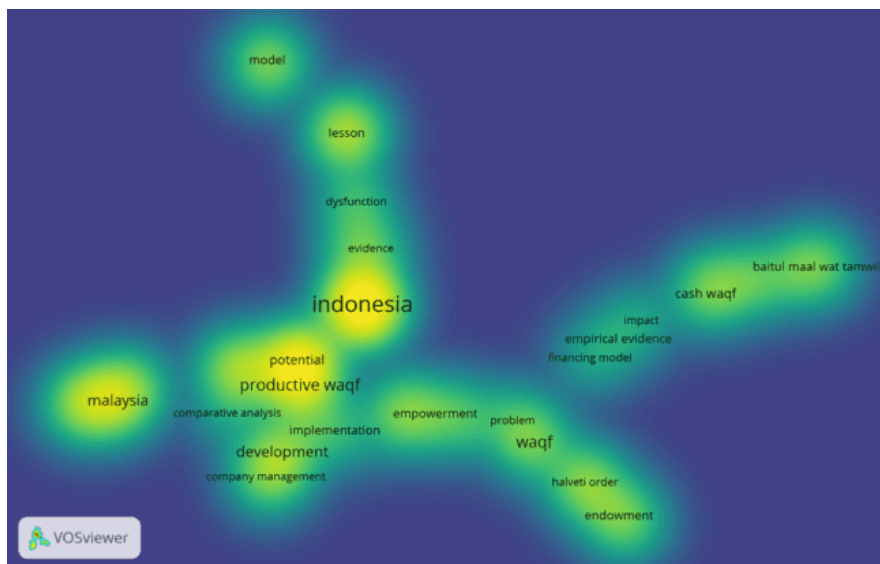 model
lesson
dysfunction
evidence
baitul maal wat tamwil
cash waqf
indonesia
impact
empirical evidence
potential
financing model
productive waqf
malaysia
comparative analysis
empowerment
problem
implementation
waqf
development
company management
halveti order
endowment
VOSviewer